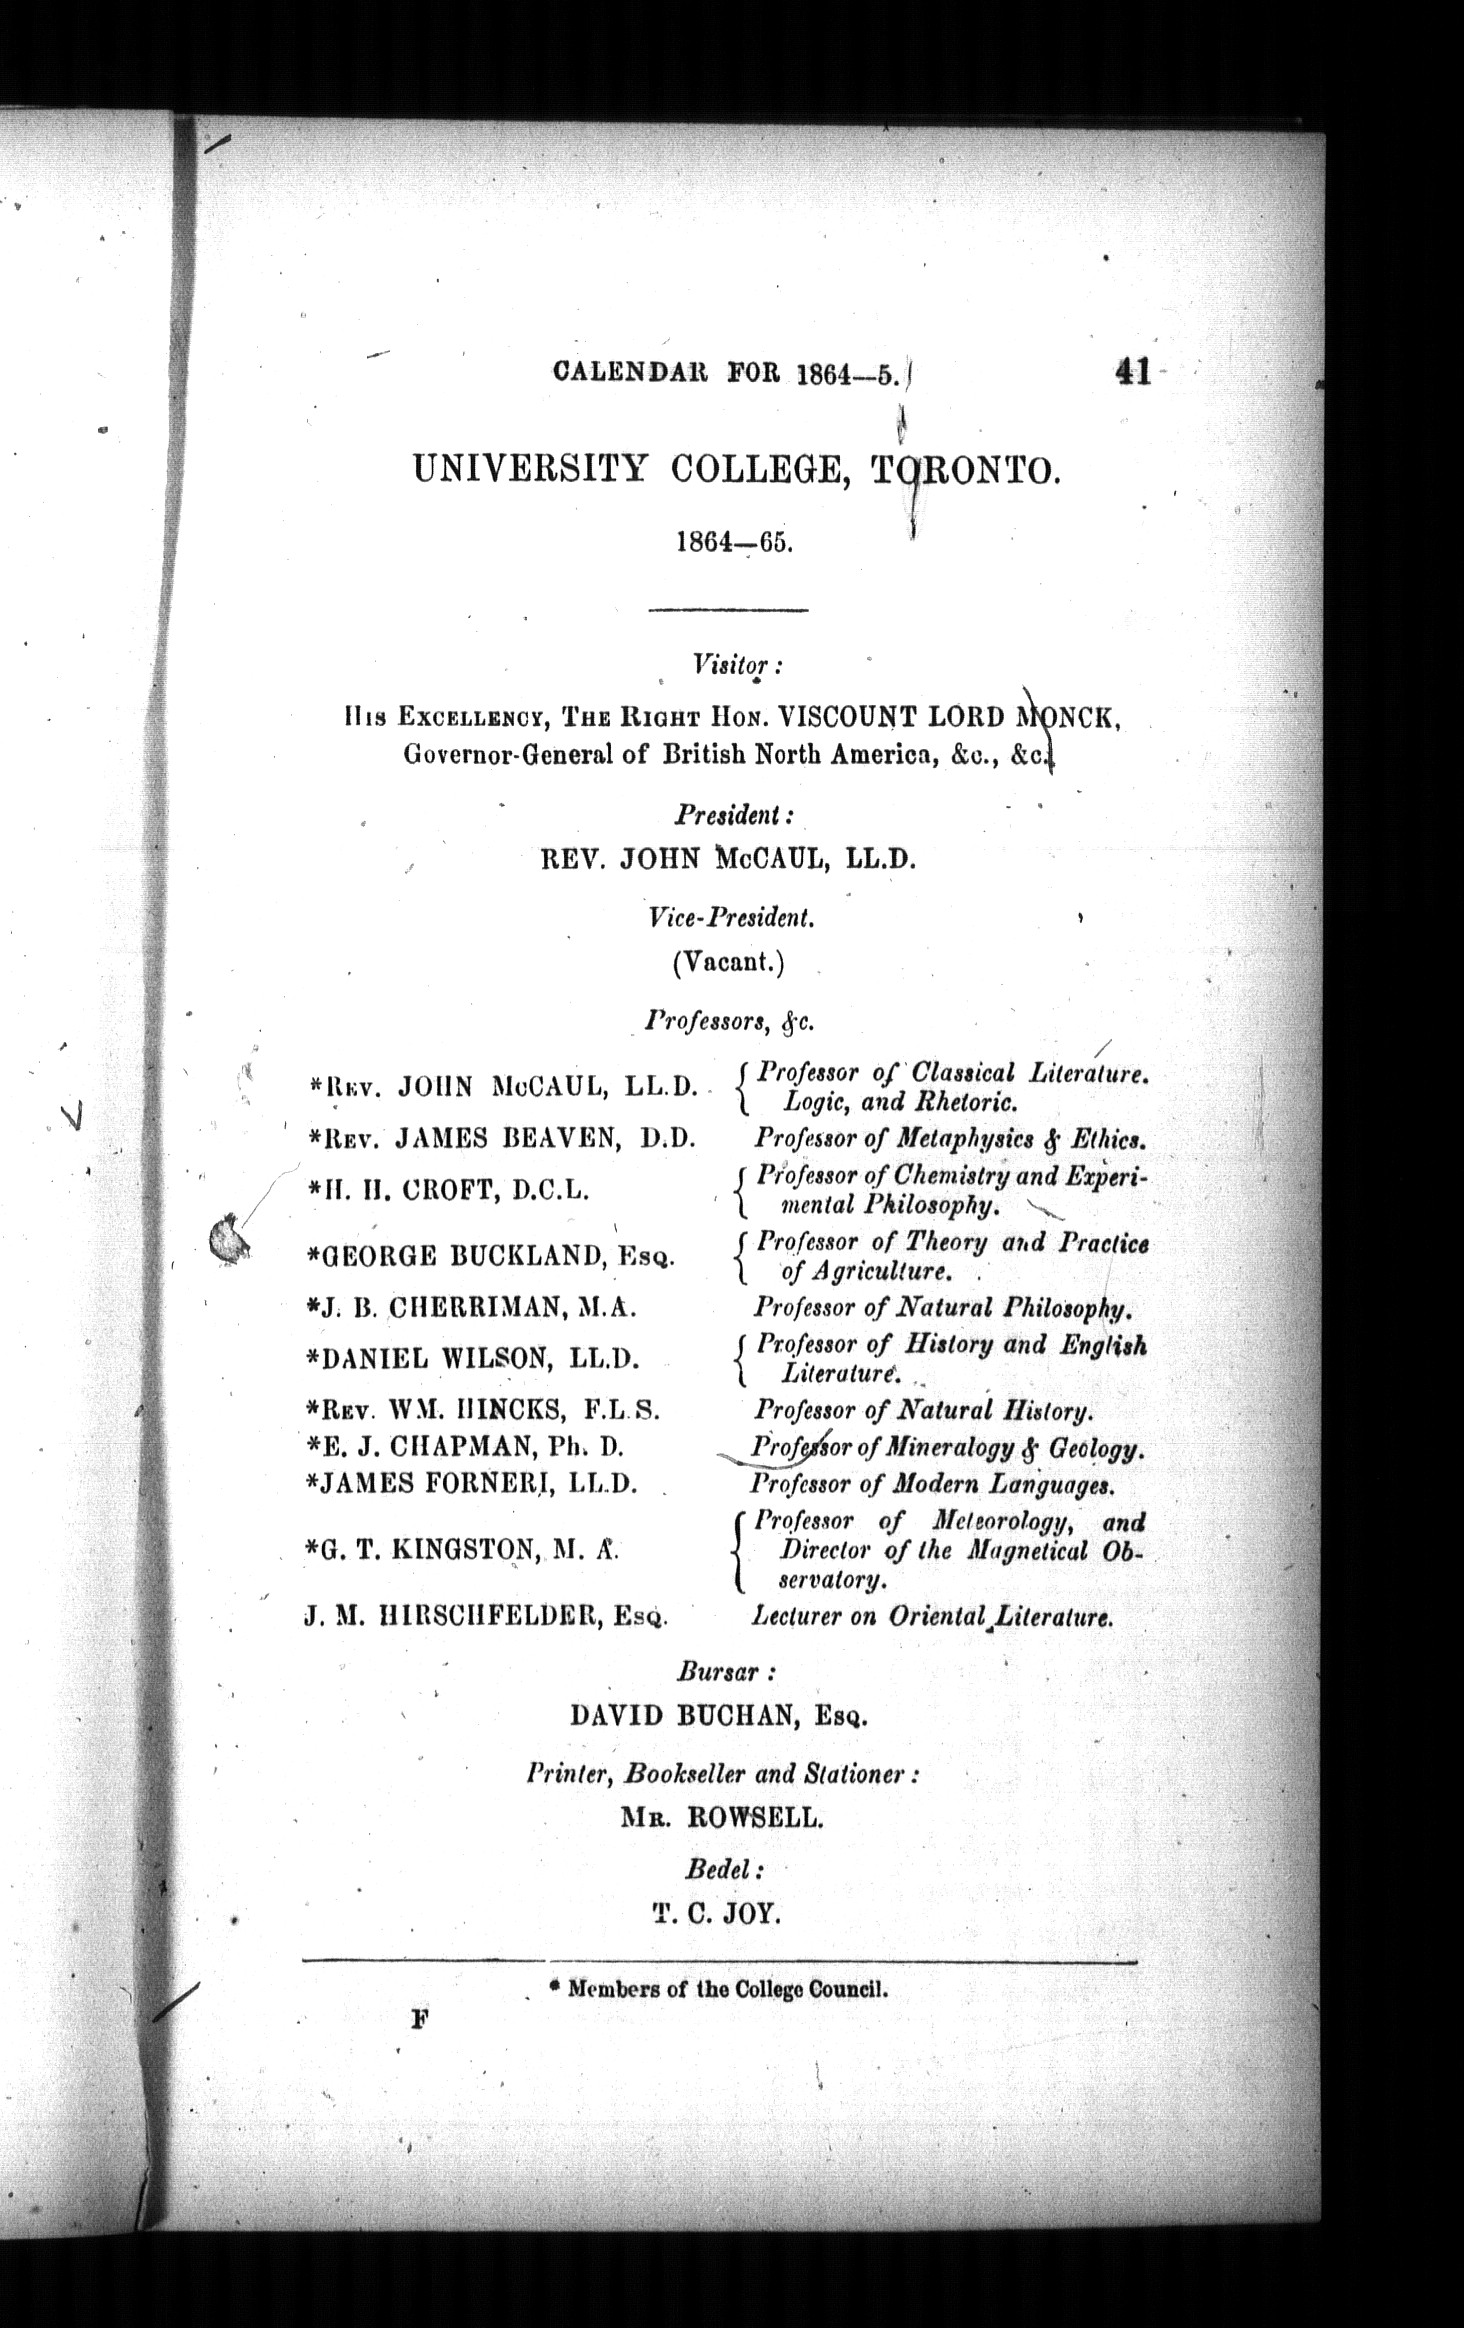 CALENDAR FOR 1864—5. 41
UNIVERSITY COLLEGE, TORONTO.
1864—65.
Visitor :
His Excellency, The Right Hon. VISCOUNT LORD MONCK,
Governor-General of British North America, &c., &c.
President :
REV. JOHN McCAUL, LL.D.
Vice-President.
(Vacant.)
Professors, &c.
*Rev. JOHN McCAUL, LL.D. { Professor of Classical Literature.
Logic, and Rhetoric.
*Rev. JAMES BEAVEN, D.D. Professor of Metaphysics & Ethics.
*H. H. CROFT, D.C.L. { Professor of Chemistry and Experi-
mental Philosophy.
*GEORGE BUCKLAND, Esq. { Professor of Theory and Practice
of Agriculture.
*J. B. CHERRIMAN, M.A. Professor of Natural Philosophy.
*DANIEL WILSON, LL.D. { Professor of History and English
Literature.
*Rev. WM. HINCKS, F.L.S. Professor of Natural History.
*E. J. CHAPMAN, Ph. D. Professor of Mineralogy & Geology.
*JAMES FORNERI, LL.D. Professor of Modern Languages.
*G. T. KINGSTON, M. A. { Professor of Meteorology, and
Director of the Magnetical Ob-
servatory.
J. M. HIRSCHFELDER, Esq. Lecturer on Oriental Literature.
Bursar :
DAVID BUCHAN, Esq.
Printer, Bookseller and Stationer :
Mr. ROWSELL.
Bedel :
T. C. JOY.
* Members of the College Council.
F